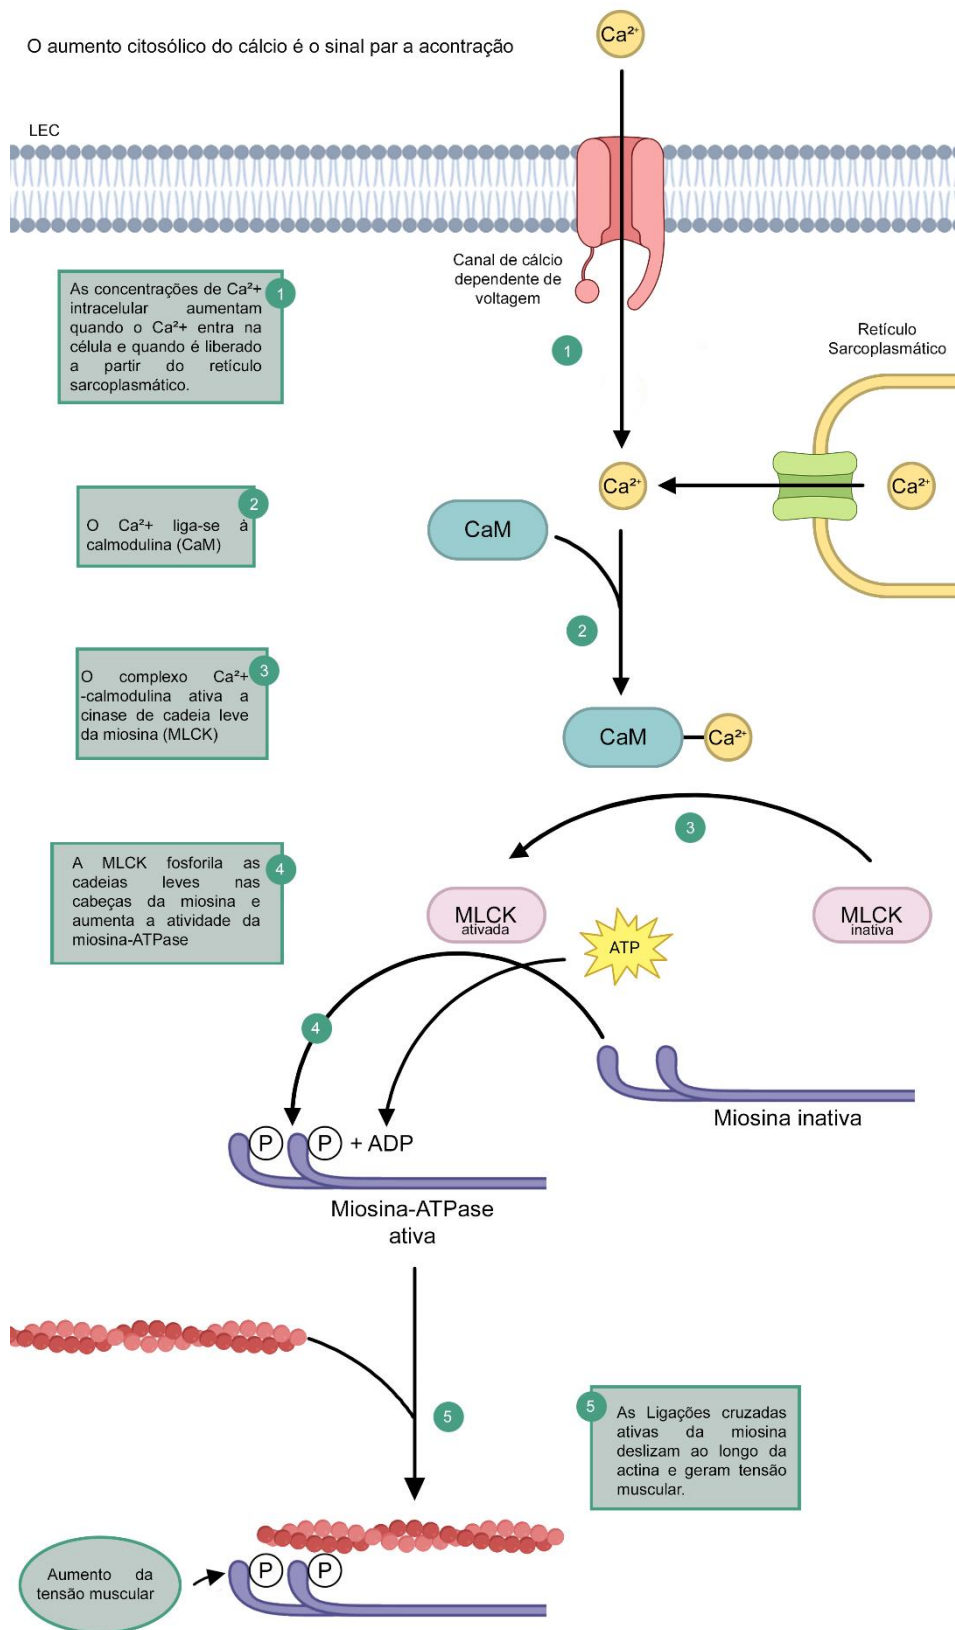 O aumento citosólico do cálcio é o sinal par a acontração
Ca²⁺
LEC
Canal de cálcio
dependente de
voltagem
1
As concentrações de Ca²+
intracelular aumentam
quando o Ca²+ entra na
célula e quando é liberado
a partir do retículo
sarcoplasmático.
1
Retículo
Sarcoplasmático
Ca²⁺
Ca²⁺
2
O Ca²+ liga-se à
calmodulina (CaM)
CaM
2
3
O complexo Ca²+
-calmodulina ativa a
cinase de cadeia leve
da miosina (MLCK)
CaM
Ca²⁺
3
4
A MLCK fosforila as
cadeias leves nas
cabeças da miosina e
aumenta a atividade da
miosina-ATPase
MLCK
ativada
MLCK
inativa
ATP
4
Miosina inativa
P P + ADP
Miosina-ATPase
ativa
5
5
As Ligações cruzadas
ativas da miosina
deslizam ao longo da
actina e geram tensão
muscular.
P P
Aumento da
tensão muscular